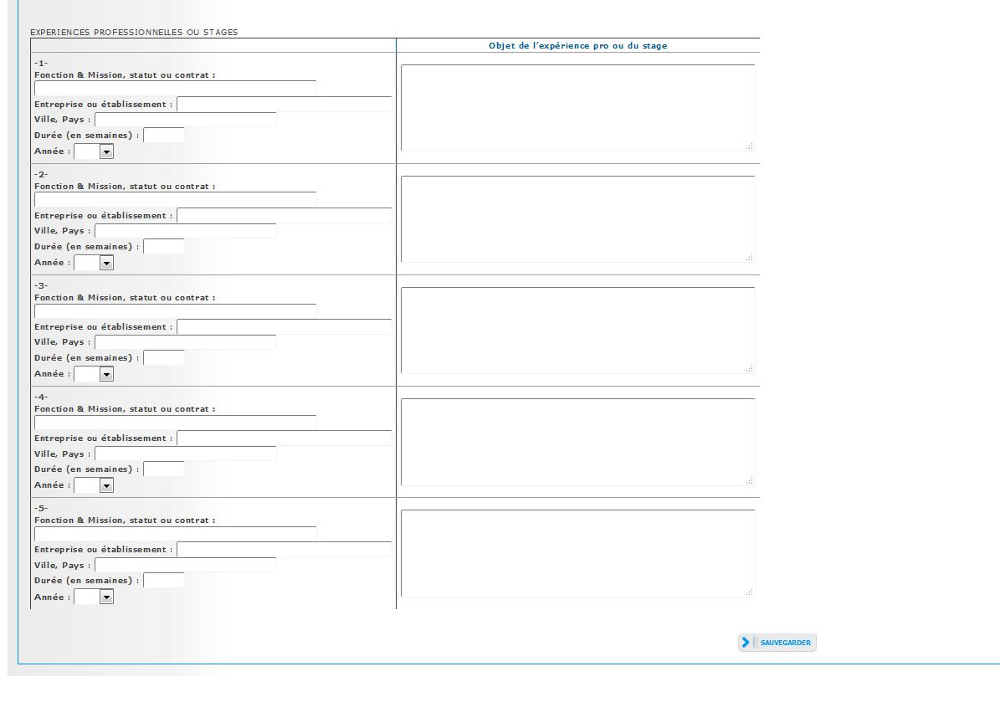 EXPERIENCES PROFESSIONNELLES OU STAGES
Objet de l'expérience pro ou du stage
-1-
Fonction & Mission, statut ou contrat :
Entreprise ou établissement :
Ville, Pays :
Durée (en semaines) :
Année :
-2-
Fonction & Mission, statut ou contrat :
Entreprise ou établissement :
Ville, Pays :
Durée (en semaines) :
Année :
-3-
Fonction & Mission, statut ou contrat :
Entreprise ou établissement :
Ville, Pays :
Durée (en semaines) :
Année :
-4-
Fonction & Mission, statut ou contrat :
Entreprise ou établissement :
Ville, Pays :
Durée (en semaines) :
Année :
-5-
Fonction & Mission, statut ou contrat :
Entreprise ou établissement :
Ville, Pays :
Durée (en semaines) :
Année :
SAUVEGARDER